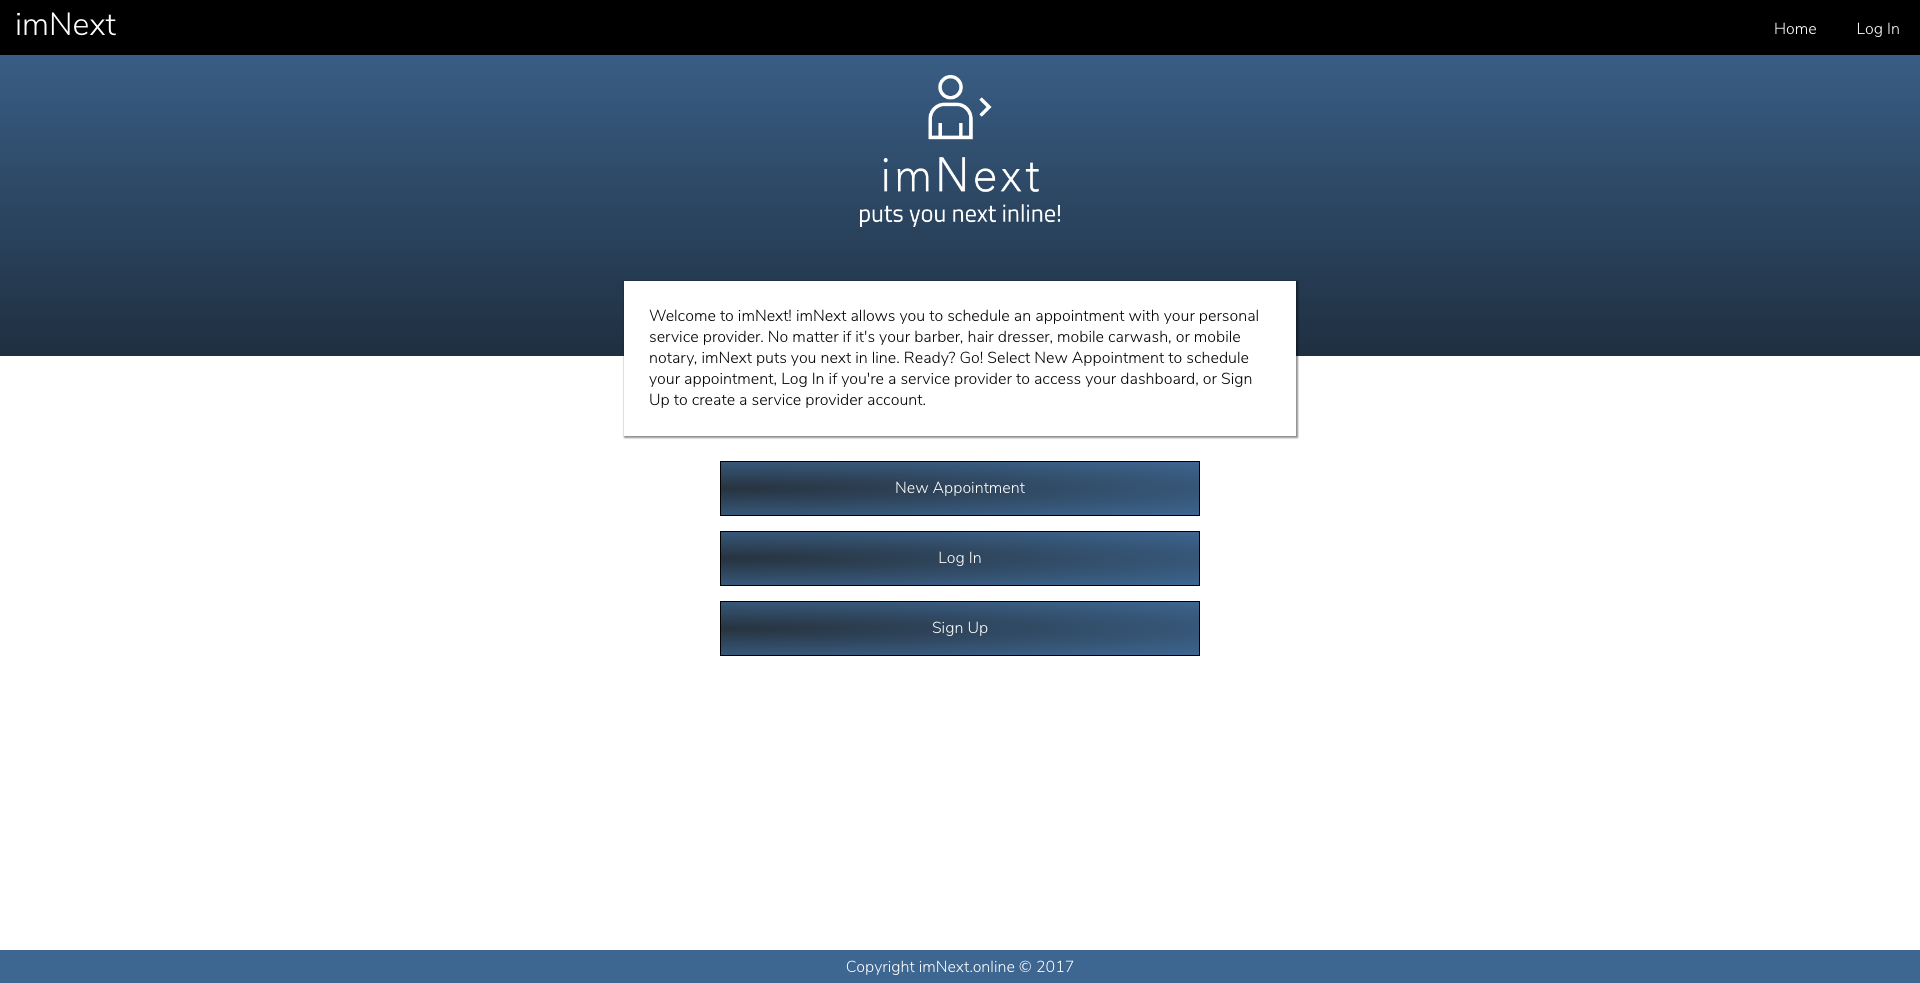 imNext
Home
Log In
imNext
puts you next inline!
Welcome to imNext! imNext allows you to schedule an appointment with your personal
service provider. No matter if it's your barber, hair dresser, mobile carwash, or mobile
notary, imNext puts you next in line. Ready? Go! Select New Appointment to schedule
your appointment, Log In if you're a service provider to access your dashboard, or Sign
Up to create a service provider account.
New Appointment
Log In
Sign Up
Copyright imNext.online © 2017